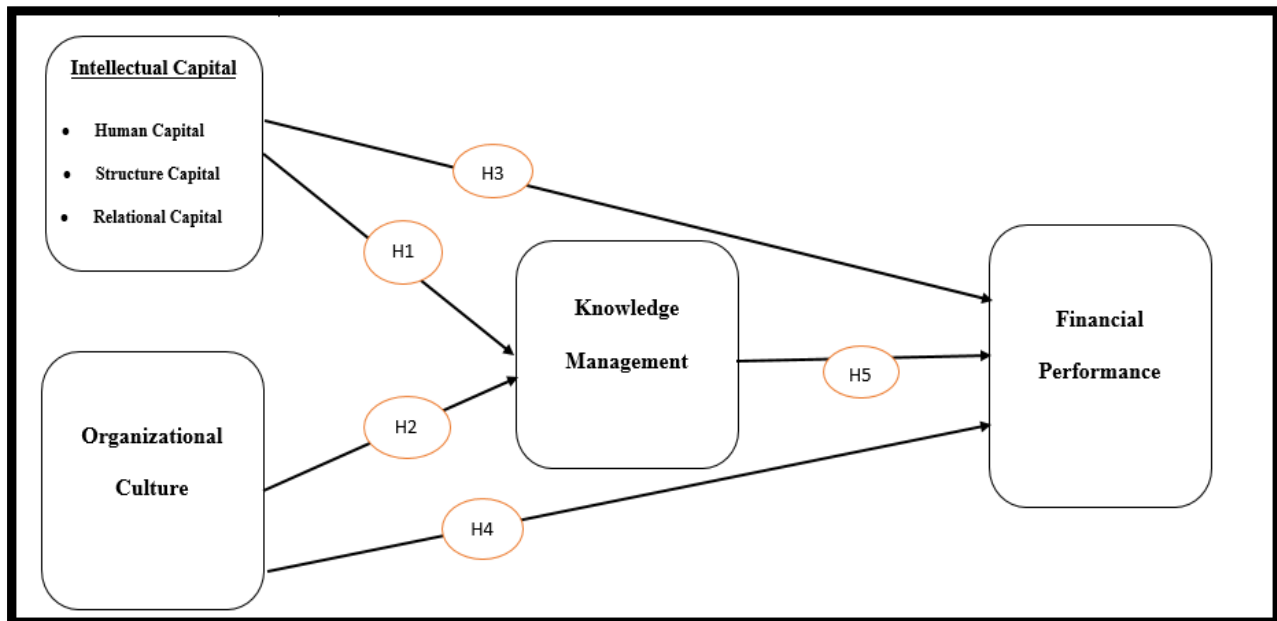 Intellectual Capital
• Human Capital
• Structure Capital
• Relational Capital
H3
H1
Knowledge
Management
Financial
Performance
H5
Organizational
Culture
H2
H4